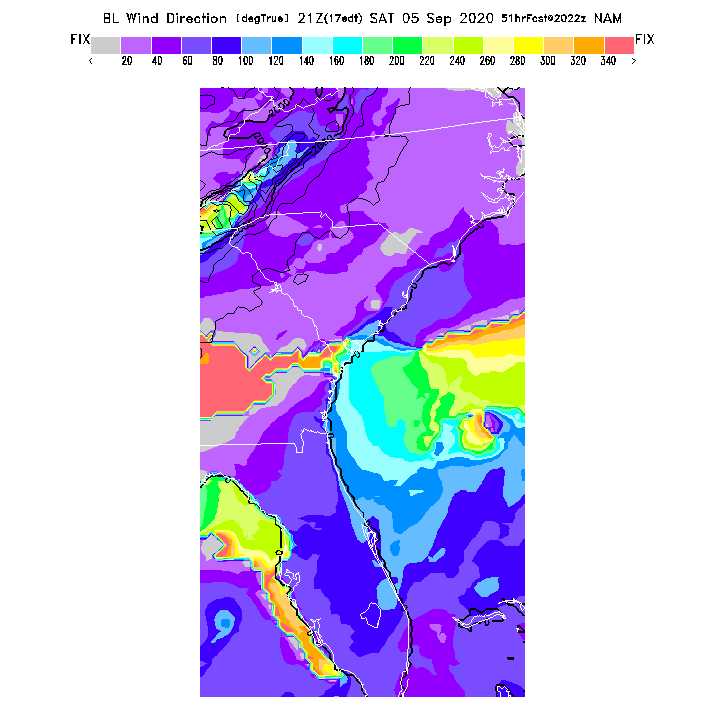 BL Wind Direction [degTrue] 21Z(17edt) SAT 05 Sep 2020 51hrFcst@2022z NAM
FIX FIX
< 20 40 60 80 100 120 140 160 180 200 220 240 260 280 300 320 340 >